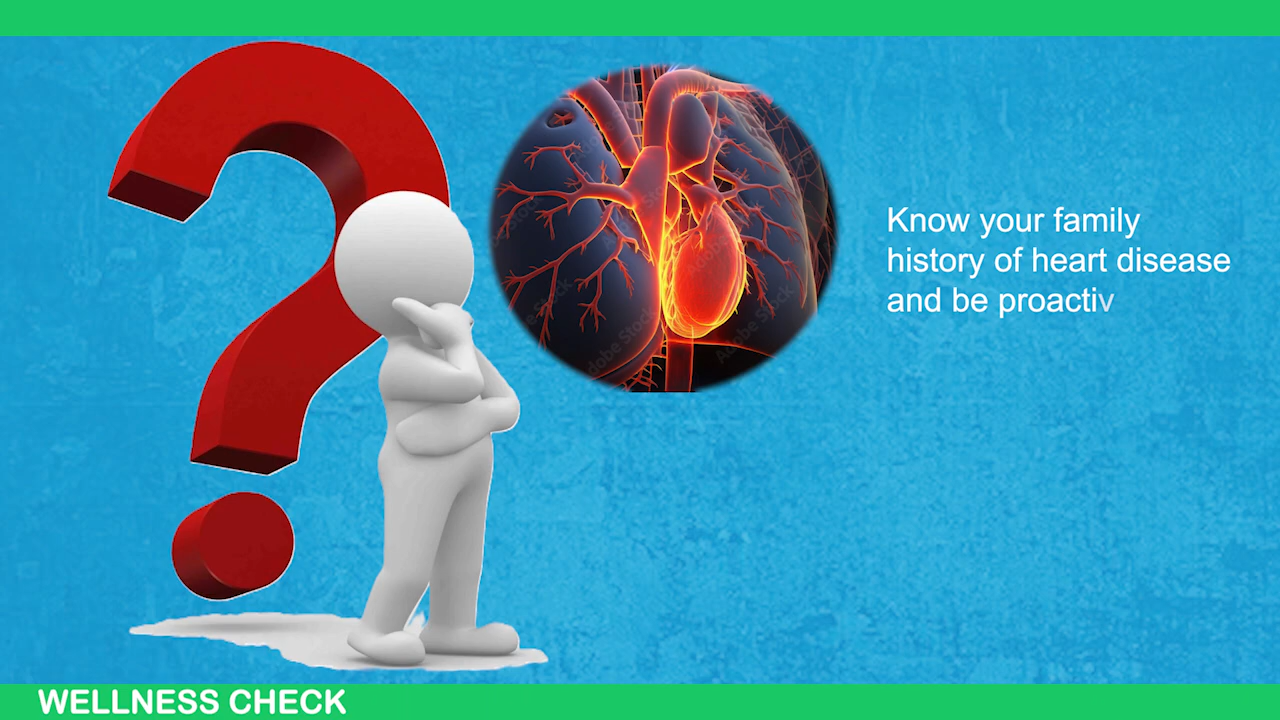 Know your family
history of heart disease
and be proactiv
WELLNESS CHECK